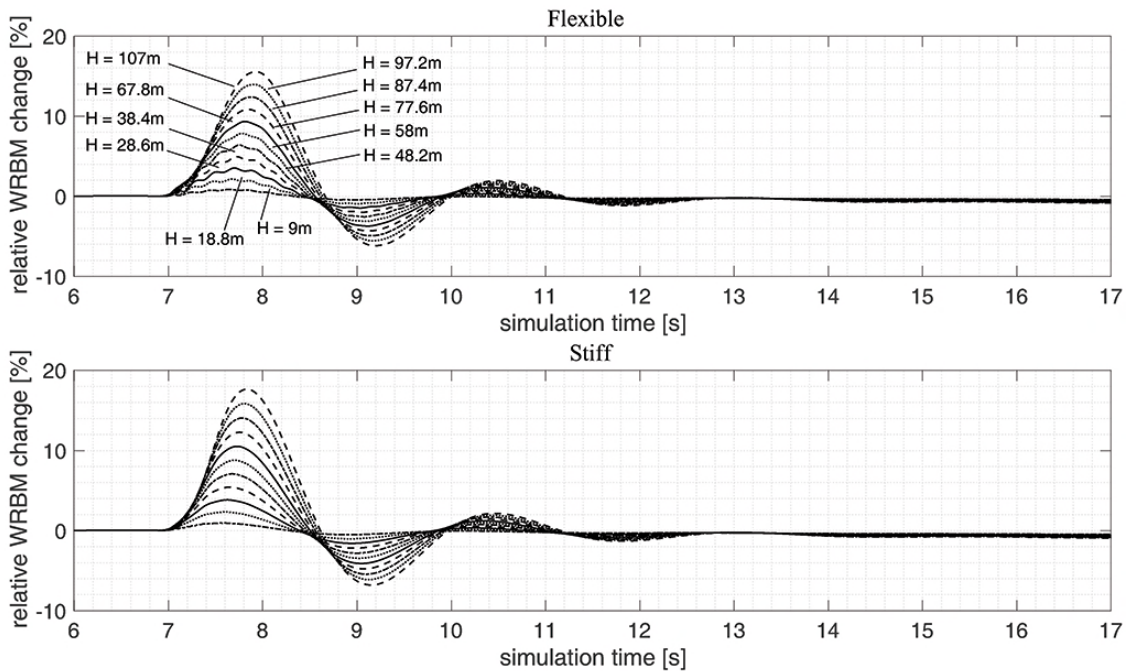 Flexible
relative WRBM change [%]
20
10
0
-10
H = 107m
H = 67.8m
H = 38.4m
H = 28.6m
H = 18.8m
H = 9m
H = 97.2m
H = 87.4m
H = 77.6m
H = 58m
H = 48.2m
6 7 8 9 10 11 12 13 14 15 16 17
simulation time [s]
Stiff
relative WRBM change [%]
20
10
0
-10
6 7 8 9 10 11 12 13 14 15 16 17
simulation time [s]